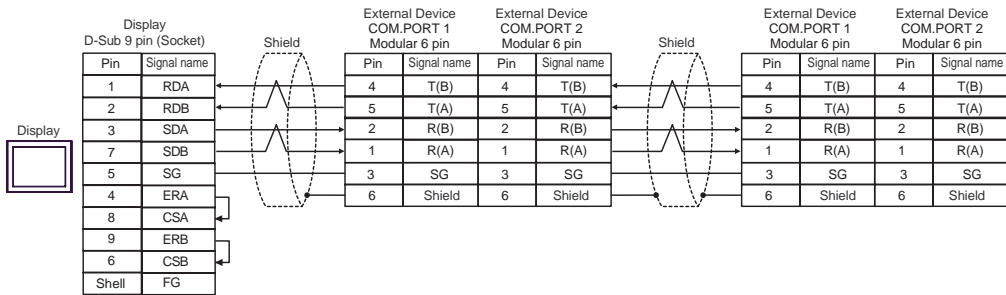 Display
Display
D-Sub 9 pin (Socket)
Pin Signal name
1 RDA
2 RDB
3 SDA
7 SDB
5 SG
4 ERA
8 CSA
9 ERB
6 CSB
Shell FG
Shield
External Device
COM.PORT 1
Modular 6 pin
External Device
COM.PORT 2
Modular 6 pin
Pin Signal name Pin Signal name
4 T(B) 4 T(B)
5 T(A) 5 T(A)
2 R(B) 2 R(B)
1 R(A) 1 R(A)
3 SG 3 SG
6 Shield 6 Shield
Shield
External Device
COM.PORT 1
Modular 6 pin
External Device
COM.PORT 2
Modular 6 pin
Pin Signal name Pin Signal name
4 T(B) 4 T(B)
5 T(A) 5 T(A)
2 R(B) 2 R(B)
1 R(A) 1 R(A)
3 SG 3 SG
6 Shield 6 Shield